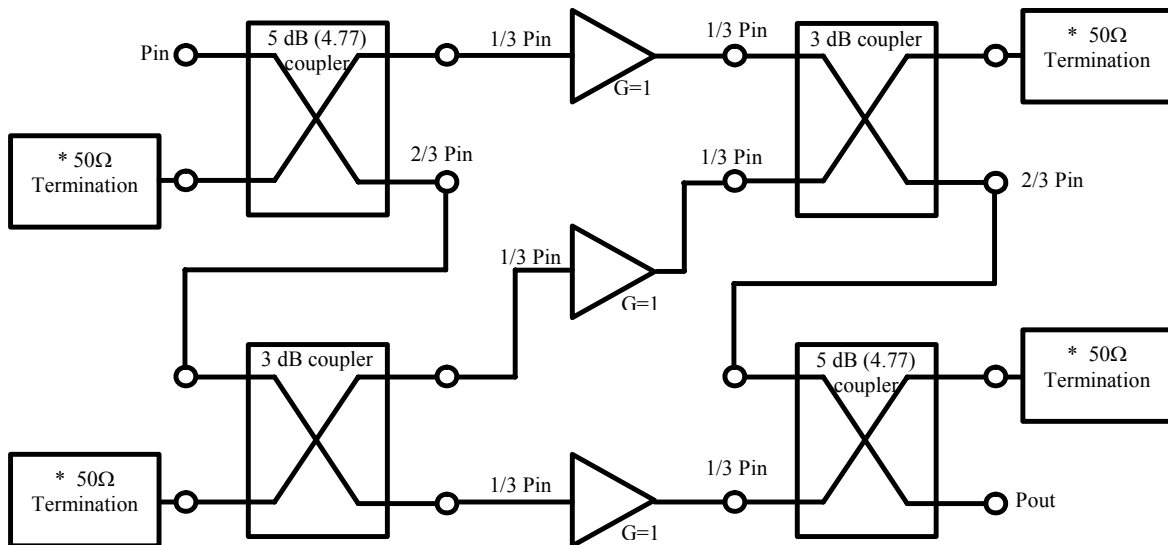 5 dB (4.77)
coupler
3 dB coupler
* 50Ω
Termination
Pin
1/3 Pin
1/3 Pin
G=1
* 50Ω
Termination
2/3 Pin
1/3 Pin
2/3 Pin
1/3 Pin
G=1
3 dB coupler
5 dB (4.77)
coupler
* 50Ω
Termination
* 50Ω
Termination
1/3 Pin
1/3 Pin
G=1
Pout